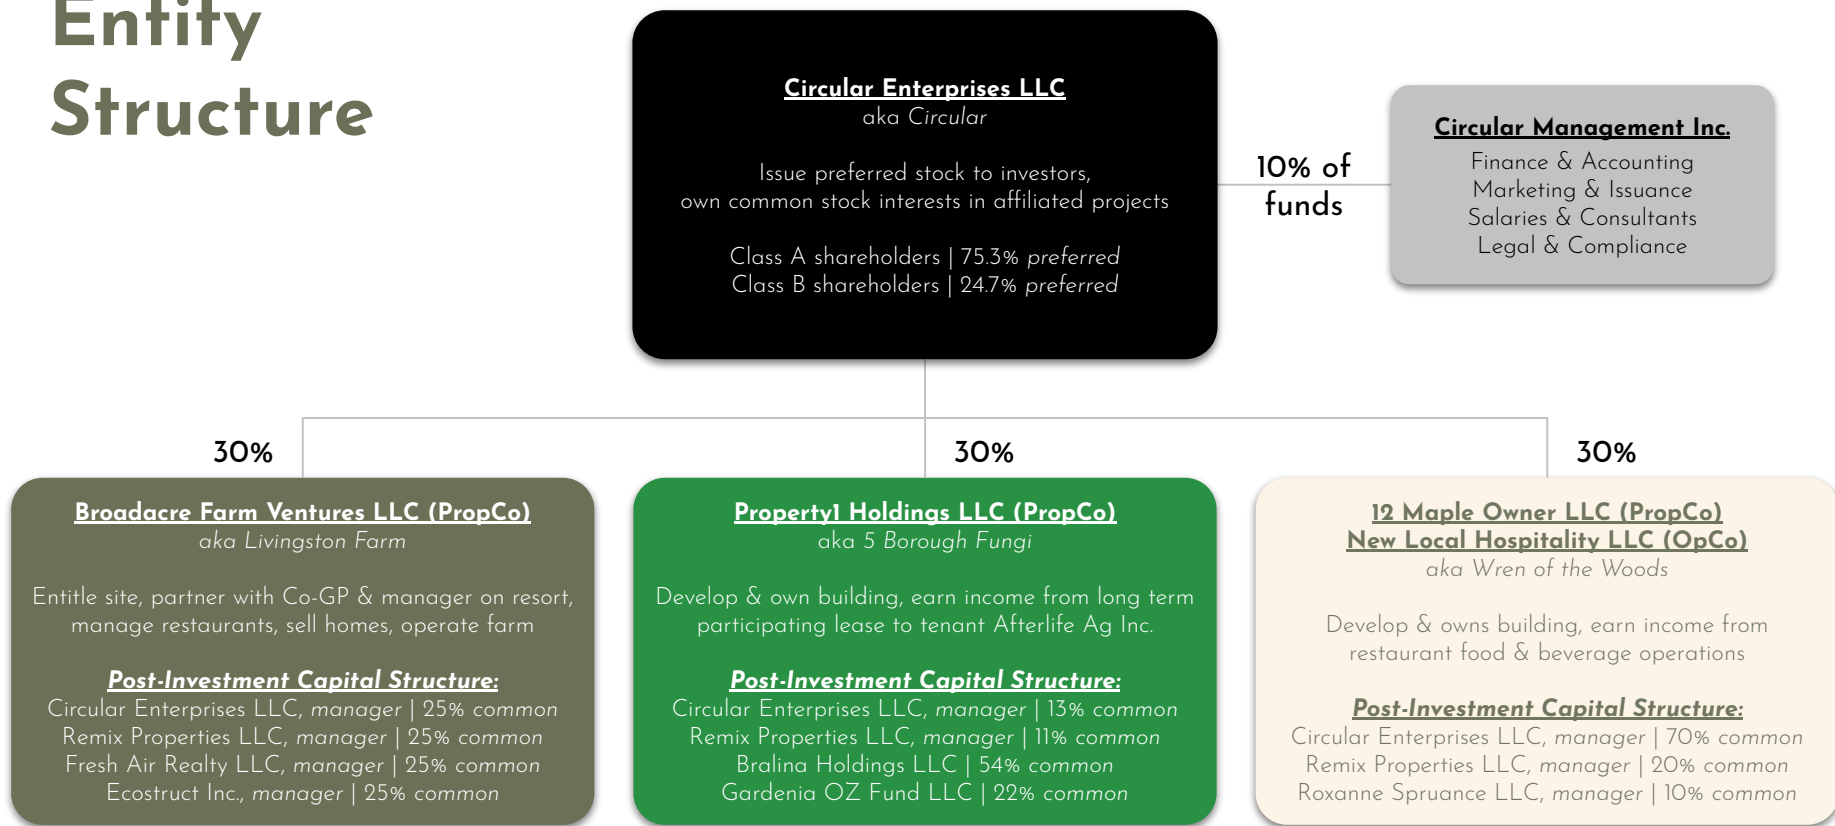 Entity
Structure
Circular Enterprises LLC
aka Circular
Issue preferred stock to investors,
own common stock interests in affiliated projects
Class A shareholders | 75.3% preferred
Class B shareholders | 24.7% preferred
10% of
funds
Circular Management Inc.
Finance & Accounting
Marketing & Issuance
Salaries & Consultants
Legal & Compliance
30%
30%
30%
Broadacre Farm Ventures LLC (PropCo)
aka Livingston Farm
Entitle site, partner with Co-GP & manager on resort,
manage restaurants, sell homes, operate farm
Post-Investment Capital Structure:
Circular Enterprises LLC, manager | 25% common
Remix Properties LLC, manager | 25% common
Fresh Air Realty LLC, manager | 25% common
Ecostruct Inc., manager | 25% common
Property1 Holdings LLC (PropCo)
aka 5 Borough Fungi
Develop & own building, earn income from long term
participating lease to tenant Afterlife Ag Inc.
Post-Investment Capital Structure:
Circular Enterprises LLC, manager | 13% common
Remix Properties LLC, manager | 11% common
Bralina Holdings LLC | 54% common
Gardenia OZ Fund LLC | 22% common
12 Maple Owner LLC (PropCo)
New Local Hospitality LLC (OpCo)
aka Wren of the Woods
Develop & owns building, earn income from
restaurant food & beverage operations
Post-Investment Capital Structure:
Circular Enterprises LLC, manager | 70% common
Remix Properties LLC, manager | 20% common
Roxanne Spruance LLC, manager | 10% common